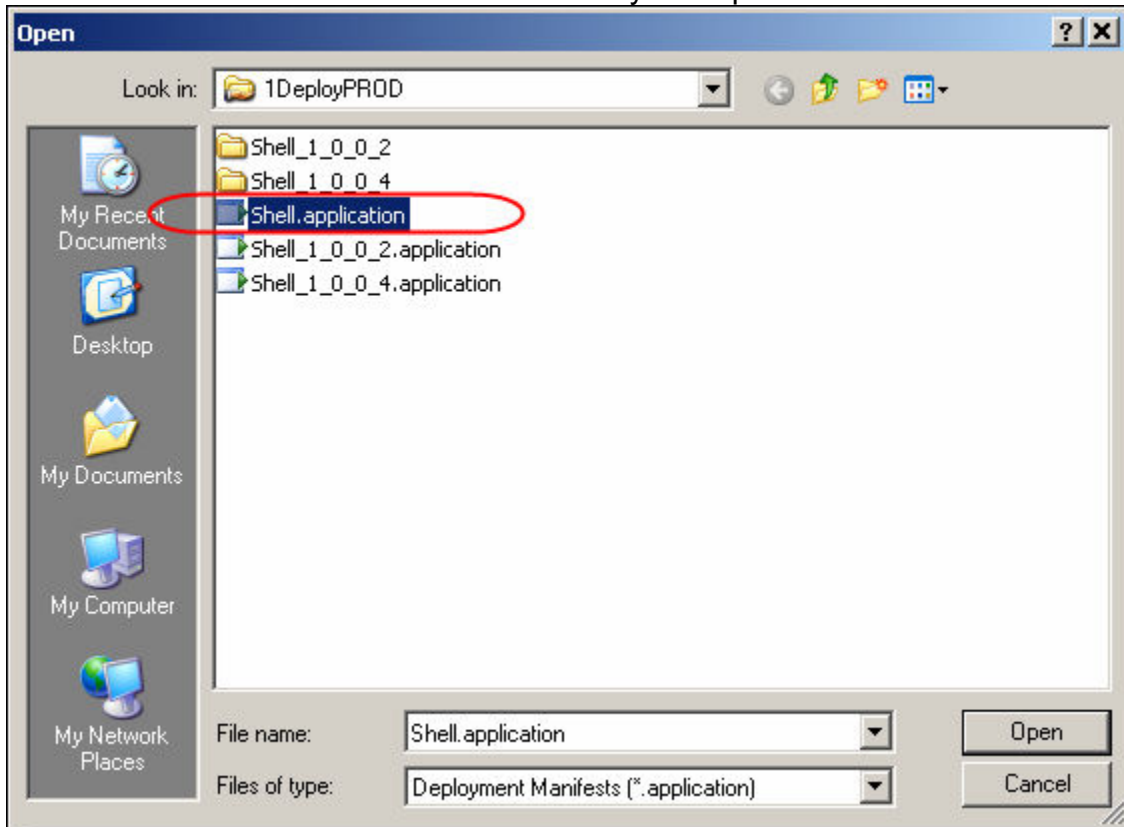 Open
Look in: 1DeployPROD
Shell_1_0_0_2
Shell_1_0_0_4
Shell.application
Shell_1_0_0_2.application
Shell_1_0_0_4.application
My Recent
Documents
Desktop
My Documents
My Computer
My Network
Places
File name: Shell.application Open
Files of type: Deployment Manifests (*.application) Cancel